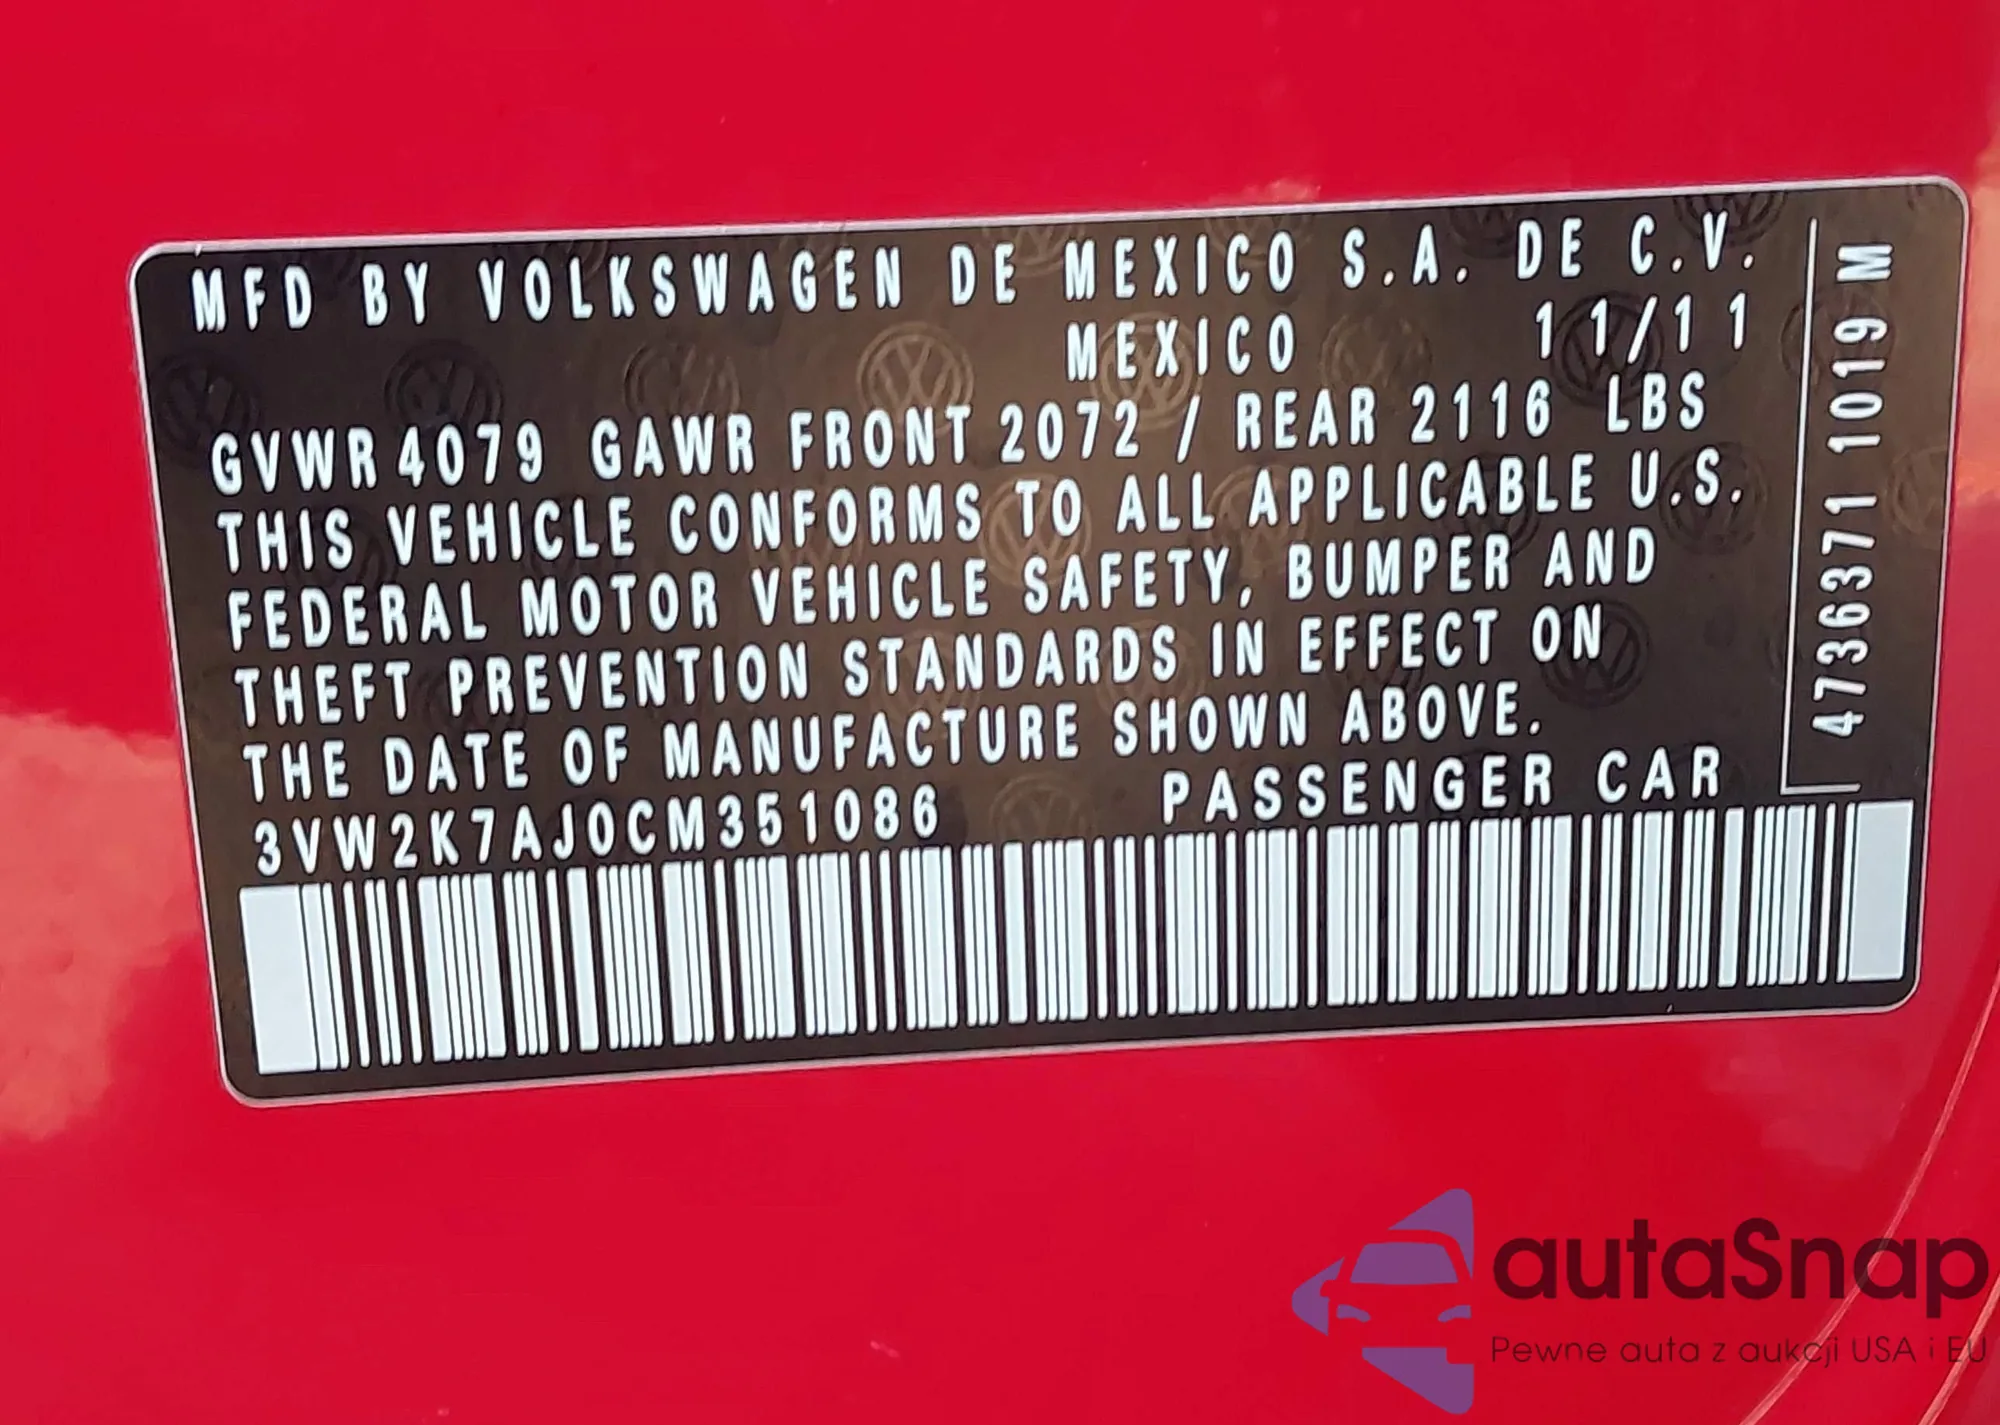 MFD BY VOLKSWAGEN DE MEXICO S.A. DE C.V.
MEXICO 11/11
GVWR 4079 GAWR FRONT 2072 / REAR 2116 LBS
THIS VEHICLE CONFORMS TO ALL APPLICABLE U.S.
FEDERAL MOTOR VEHICLE SAFETY, BUMPER AND
THEFT PREVENTION STANDARDS IN EFFECT ON
THE DATE OF MANUFACTURE SHOWN ABOVE.
3VW2K7AJ0CM351086 PASSENGER CAR
4736371 1019 M
autaSnap
Pewne auta z aukcji USA i EU